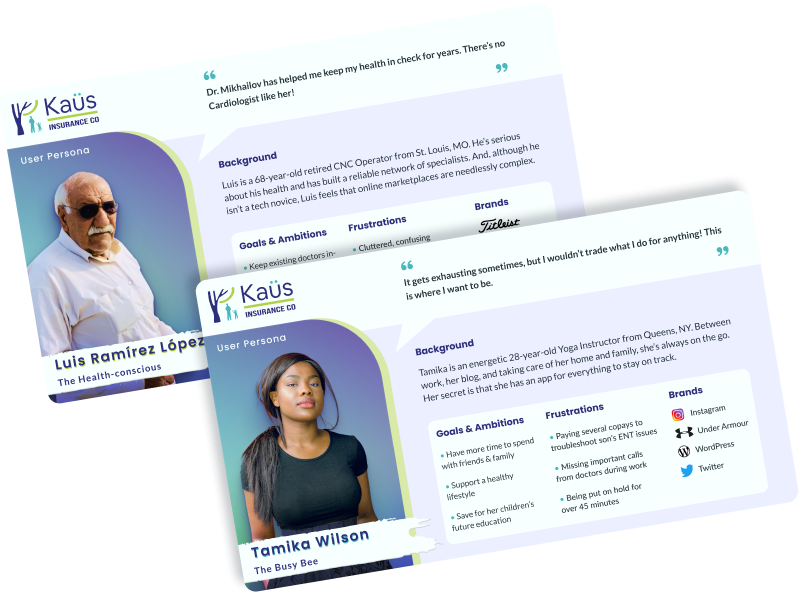 Kaüs
INSURANCE CO
“
Dr. Mikhailov has helped me keep my health in check for years. There's no
Cardiologist like her!
”
User Persona
Background
Luis is a 68-year-old retired CNC Operator from St. Louis, MO. He's serious
about his health and has built a reliable network of specialists. And, although he
isn't a tech novice, Luis feels that online marketplaces are needlessly complex.
Goals & Ambitions
• Keep existing doctors in-
Frustrations
• Cluttered, confusing
Brands
Titleist
Luis Ramírez López
The Health-conscious
Kaüs
INSURANCE CO
“
It gets exhausting sometimes, but I wouldn't trade what I do for anything! This
is where I want to be.
”
User Persona
Background
Tamika is an energetic 28-year-old Yoga Instructor from Queens, NY. Between
work, her blog, and taking care of her home and family, she's always on the go.
Her secret is that she has an app for everything to stay on track.
Goals & Ambitions
• Have more time to spend
with friends & family
• Support a healthy
lifestyle
• Save for her children's
future education
Frustrations
• Paying several copays to
troubleshoot son's ENT issues
• Missing important calls
from doctors during work
• Being put on hold for
over 45 minutes
Brands
Instagram
Under Armour
WordPress
Twitter
Tamika Wilson
The Busy Bee